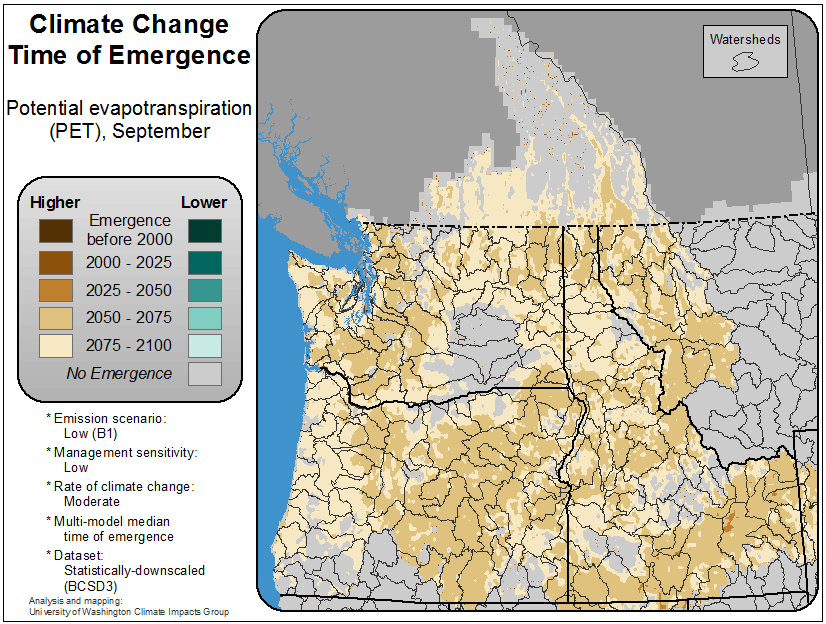 Climate Change
Time of Emergence
Potential evapotranspiration
(PET), September
Higher
Lower
Emergence
before 2000
2000 - 2025
2025 - 2050
2050 - 2075
2075 - 2100
No Emergence
* Emission scenario:
Low (B1)
* Management sensitivity:
Low
* Rate of climate change:
Moderate
* Multi-model median
time of emergence
* Dataset:
Statistically-downscaled
(BCSD3)
Analysis and mapping:
University of Washington Climate Impacts Group
Watersheds